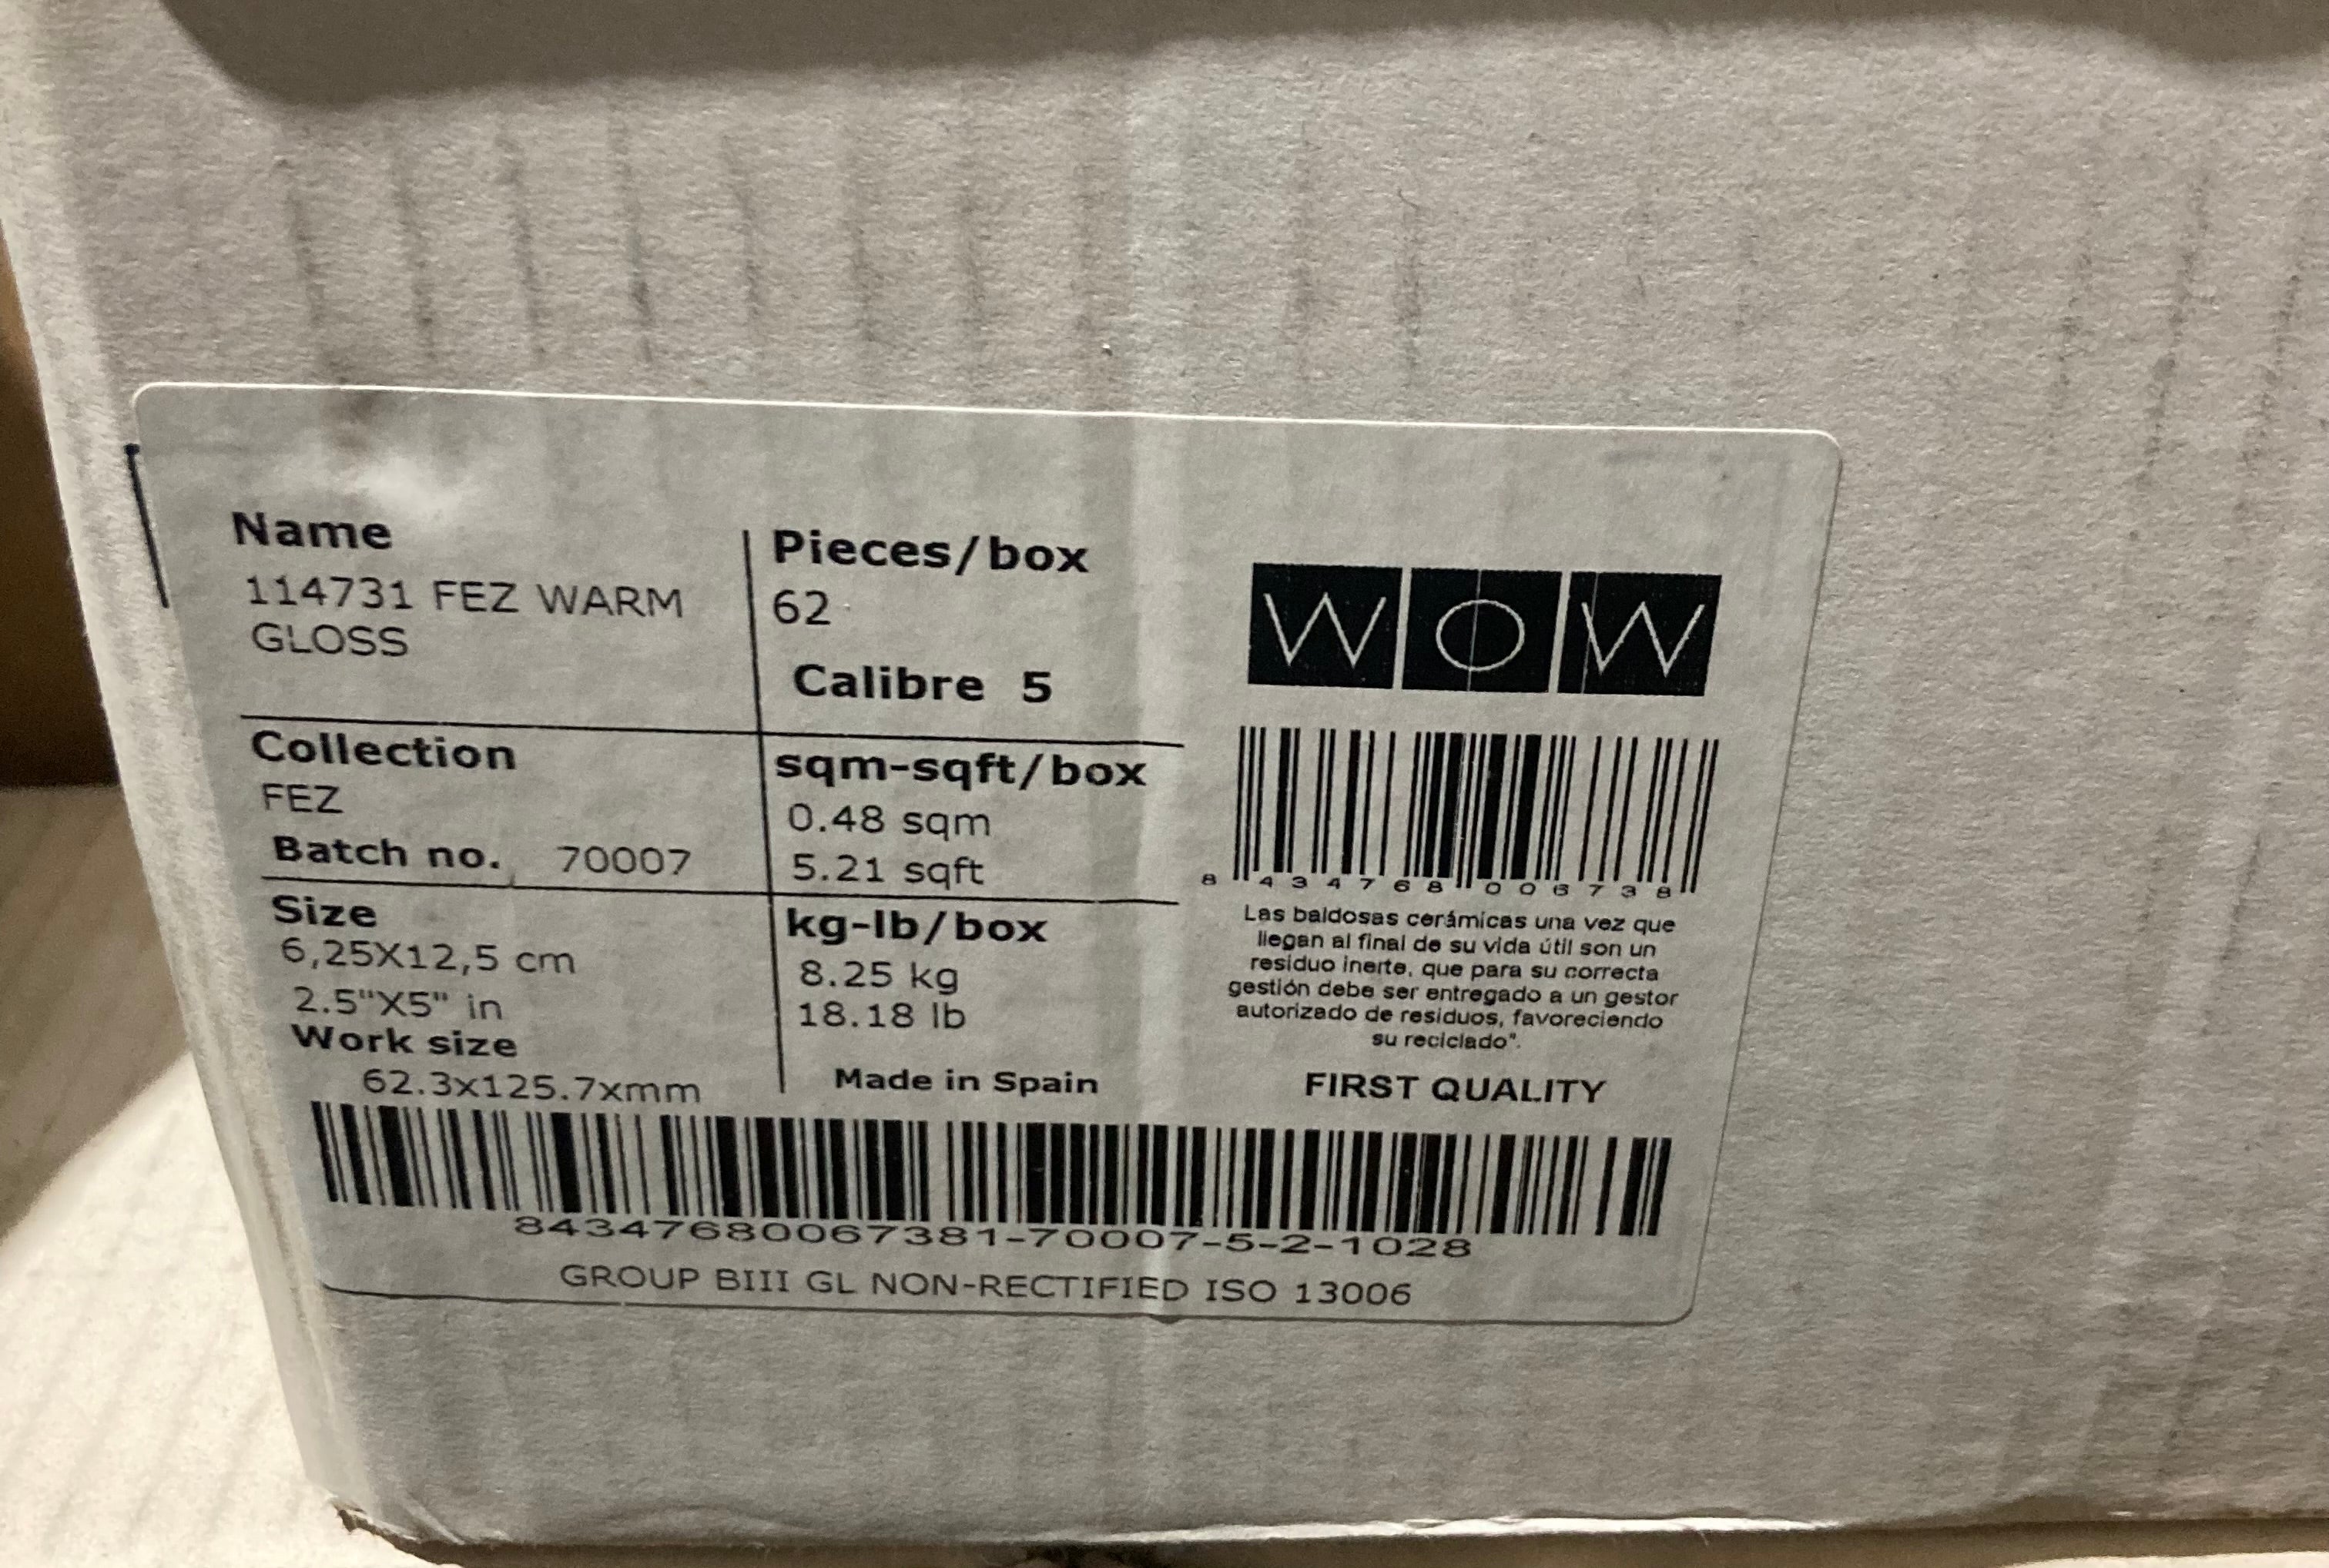 Name
114731 FEZ WARM
GLOSS
Pieces/box
62
Calibre 5
Collection
FEZ
Batch no. 70007
sqm-sqft/box
0.48 sqm
5.21 sqft
Size
6,25X12,5 cm
2.5"X5" in
Work size
62.3x125.7xmm
kg-lb/box
8.25 kg
18.18 lb
Made in Spain
WOW
8 434768 006738
Las baldosas cerámicas una vez que
llegan al final de su vida útil son un
residuo inerte, que para su correcta
gestión debe ser entregado a un gestor
autorizado de residuos, favoreciendo
su reciclado".
FIRST QUALITY
84347680067381-70007-5-2-1028
GROUP BIII GL NON-RECTIFIED ISO 13006